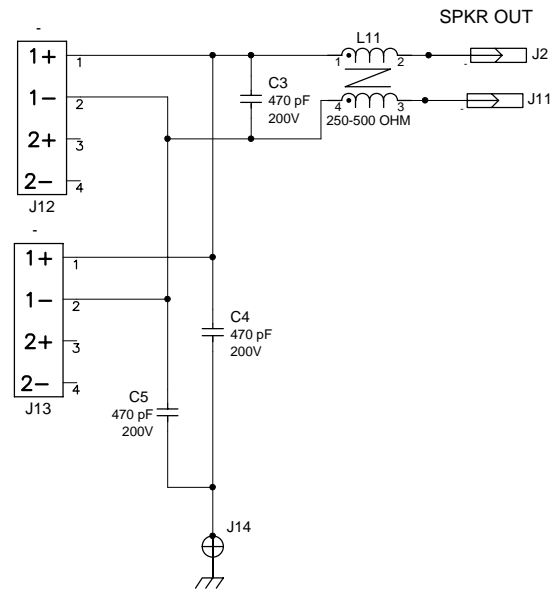 SPKR OUT
-
1+ 1
1- 2
2+ 3
2- 4
J12
C3
470 pF
200V
L11
1 2
4 3
250-500 OHM
- J2
- J11
-
1+ 1
1- 2
2+ 3
2- 4
J13
C4
470 pF
200V
C5
470 pF
200V
J14